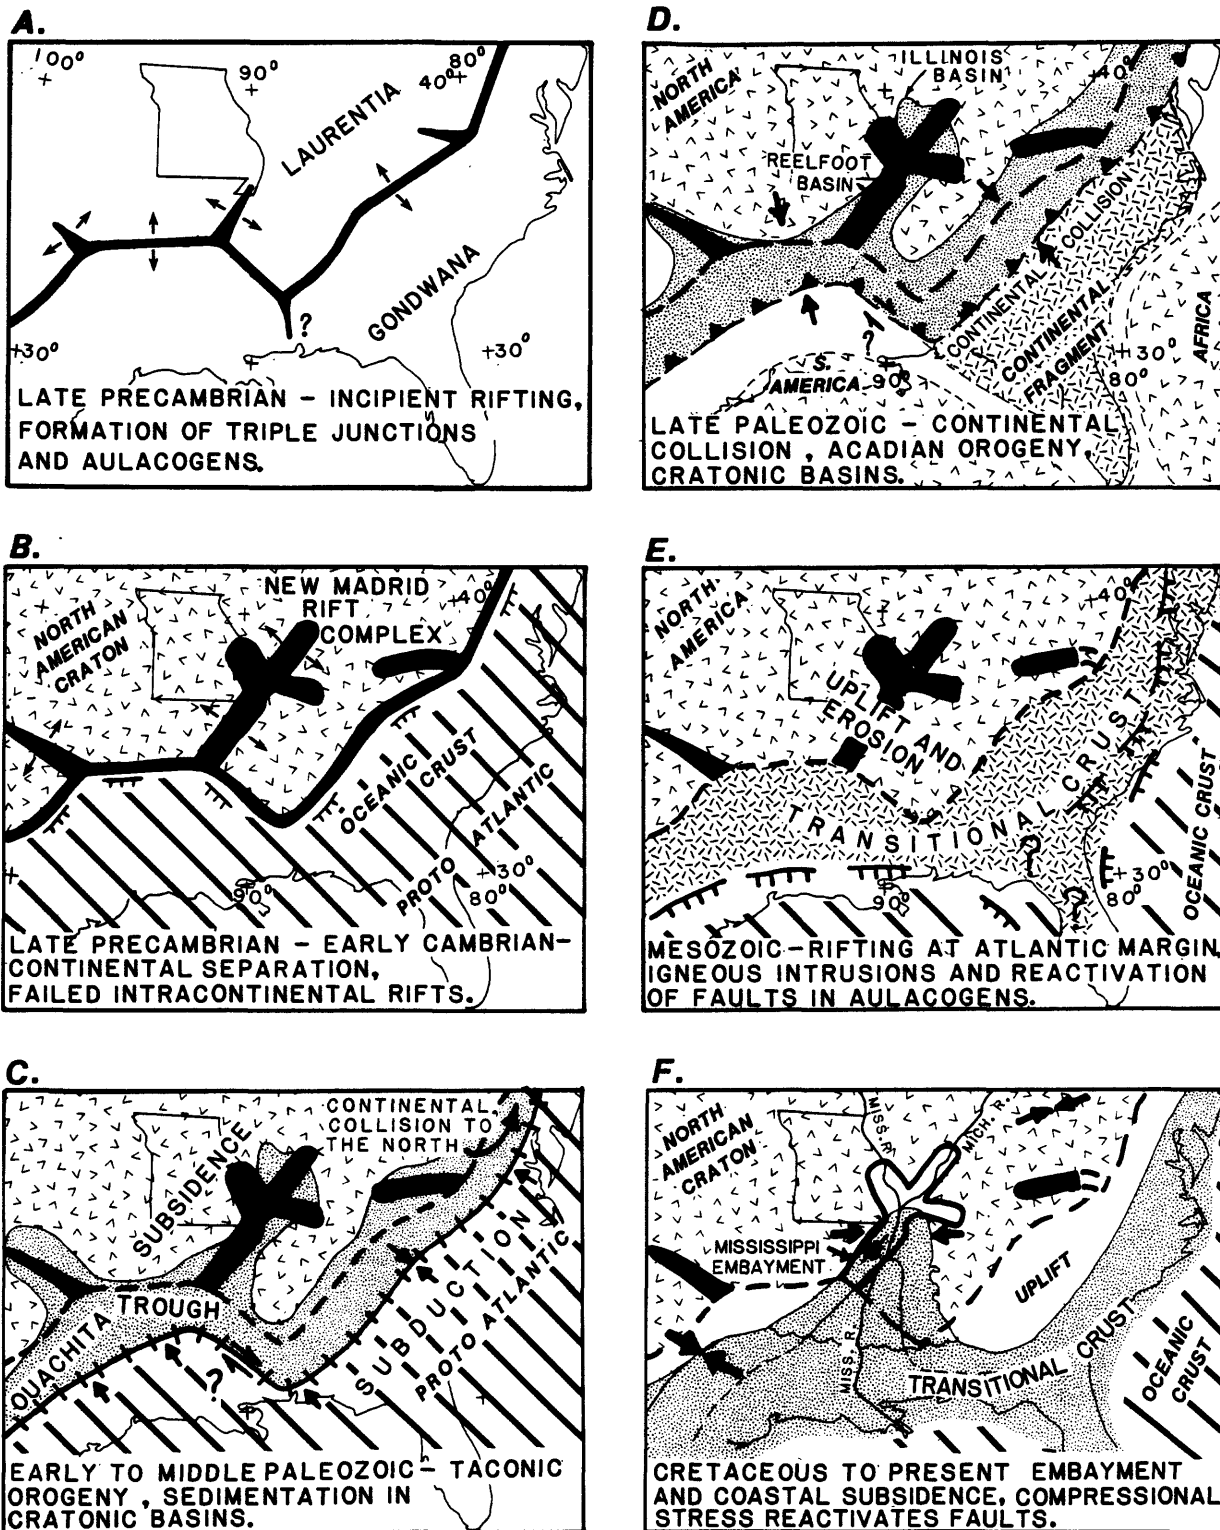 A.
100°
90°
80°
40°
LAURENTIA
GONDWANA
?
30°
30°
LATE PRECAMBRIAN – INCIPIENT RIFTING,
FORMATION OF TRIPLE JUNCTIONS
AND AULACOGENS.
B.
NEW MADRID
RIFT
COMPLEX
40°
NORTH
AMERICAN
CRATON
OCEANIC
CRUST
PROTO ATLANTIC
90°
30°
80°
LATE PRECAMBRIAN – EARLY CAMBRIAN–
CONTINENTAL SEPARATION,
FAILED INTRACONTINENTAL RIFTS.
C.
CONTINENTAL
COLLISION TO
THE NORTH
SUBSIDENCE
OUACHITA
TROUGH
SUBDUCTION
PROTO ATLANTIC
?
EARLY TO MIDDLE PALEOZOIC – TACONIC
OROGENY, SEDIMENTATION IN
CRATONIC BASINS.
D.
ILLINOIS
BASIN
40°
NORTH
AMERICA
REELFOOT
BASIN
CONTINENTAL COLLISION
CONTINENTAL
FRAGMENT
AFRICA
?
S.
AMERICA
90°
30°
80°
LATE PALEOZOIC – CONTINENTAL
COLLISION, ACADIAN OROGENY,
CRATONIC BASINS.
E.
40°
NORTH
AMERICA
UPLIFT AND
EROSION
TRANSITIONAL CRUST
OCEANIC CRUST
?
?
90°
30°
80°
MESOZOIC–RIFTING AT ATLANTIC MARGIN,
IGNEOUS INTRUSIONS AND REACTIVATION
OF FAULTS IN AULACOGENS.
F.
MISS. R.
MICH. R.
NORTH
AMERICAN
CRATON
MISSISSIPPI
EMBAYMENT
UPLIFT
MISS. R.
TRANSITIONAL CRUST
OCEANIC
CRUST
CRETACEOUS TO PRESENT EMBAYMENT
AND COASTAL SUBSIDENCE, COMPRESSIONAL
STRESS REACTIVATES FAULTS.